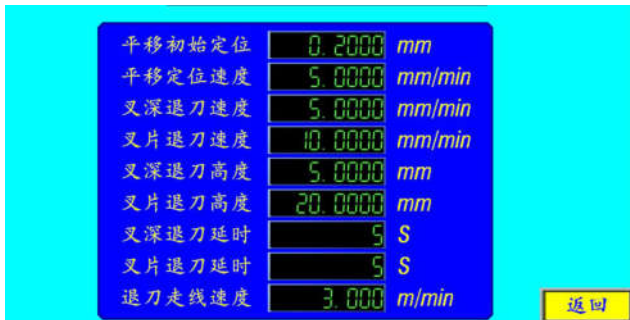 平移初始定位 0.2000 mm
平移定位速度 5.0000 mm/min
叉深退刀速度 5.0000 mm/min
叉片退刀速度 10.0000 mm/min
叉深退刀高度 5.0000 mm
叉片退刀高度 20.0000 mm
叉深退刀延时 5 S
叉片退刀延时 5 S
退刀走线速度 3.000 m/min
返回